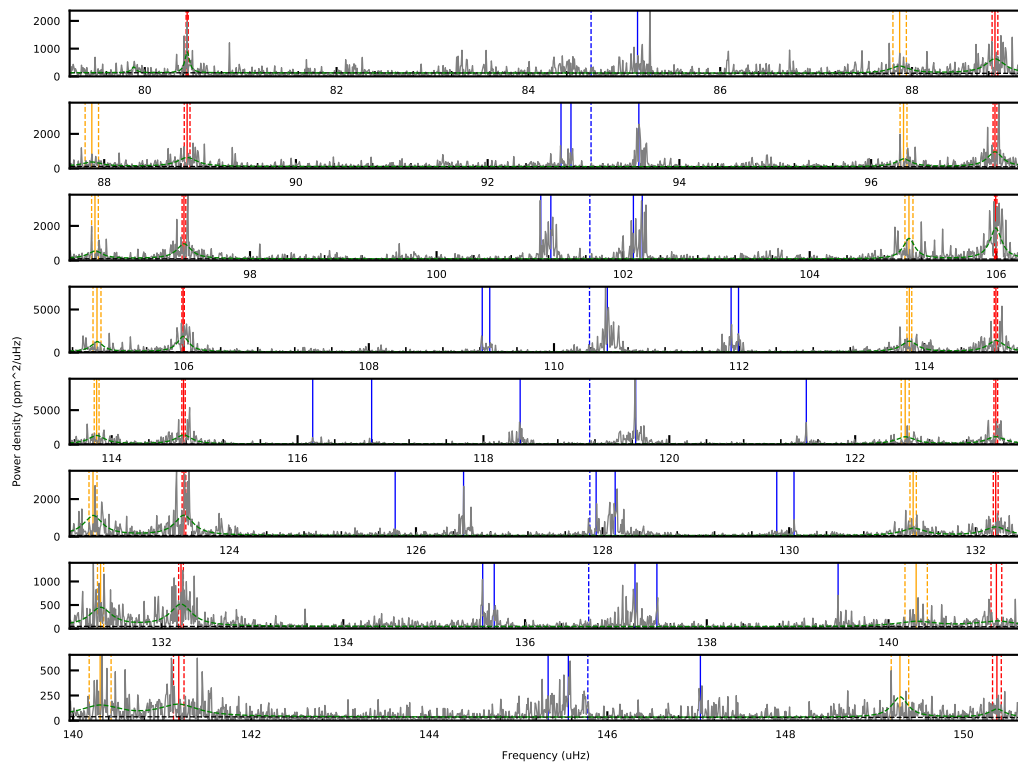 2000
1000
0
80 82 84 86 88
2000
0
88 90 92 94 96
2000
0
98 100 102 104 106
5000
0
106 108 110 112 114
5000
0
114 116 118 120 122
2000
0
124 126 128 130 132
1000
500
0
132 134 136 138 140
500
250
0
140 142 144 146 148 150
Power density (ppm^2/uHz)
Frequency (uHz)